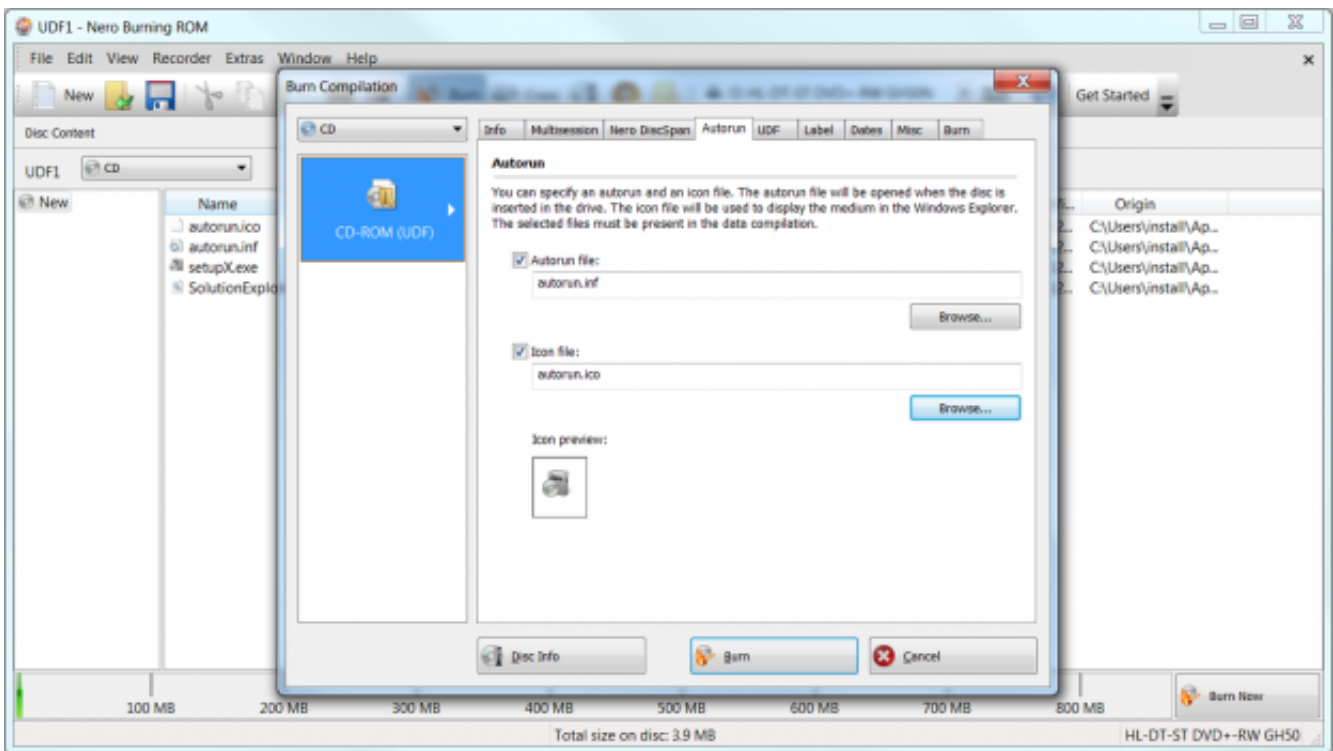 UDF1 - Nero Burning ROM
File Edit View Recorder Extras Window Help
New
Get Started
Burn Compilation
Disc Content
UDF1 CD
New
Name
Origin
autorun.ico
C:\Users\install\Ap...
autorun.inf
C:\Users\install\Ap...
setupX.exe
C:\Users\install\Ap...
SolutionExplo
C:\Users\install\Ap...
CD
CD-ROM (UDF)
Info Multisession Nero DiscSpan Autorun UDF Label Dates Misc Burn
Autorun
You can specify an autorun and an icon file. The autorun file will be opened when the disc is
inserted in the drive. The icon file will be used to display the medium in the Windows Explorer.
The selected files must be present in the data compilation.
Autorun file:
autorun.inf
Browse...
Icon file:
autorun.ico
Browse...
Icon preview:
Disc Info
Burn
Cancel
100 MB 200 MB 300 MB 400 MB 500 MB 600 MB 700 MB 800 MB
Burn Now
Total size on disc: 3.9 MB
HL-DT-ST DVD+-RW GH50